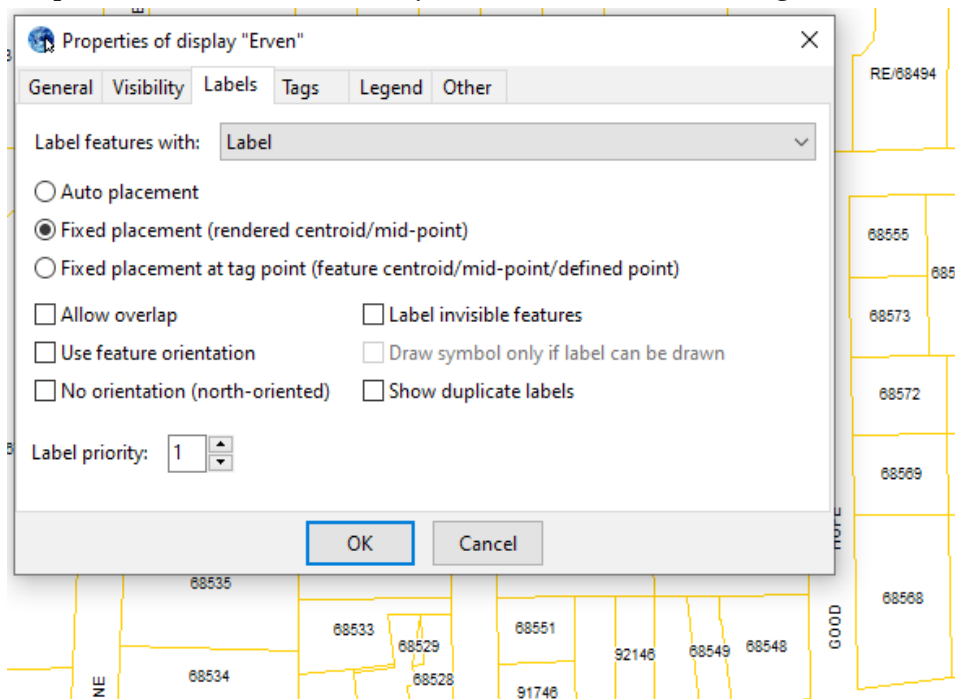 Properties of display "Erven"
General Visibility Labels Tags Legend Other
Label features with: Label
Auto placement
Fixed placement (rendered centroid/mid-point)
Fixed placement at tag point (feature centroid/mid-point/defined point)
Allow overlap Label invisible features
Use feature orientation Draw symbol only if label can be drawn
No orientation (north-oriented) Show duplicate labels
Label priority: 1
OK Cancel
RE/68494
68555
685
68573
68572
68569
68568
GOOD
68535
68533
68529
68551
92146
68549
68548
68534
68528
91746
NE